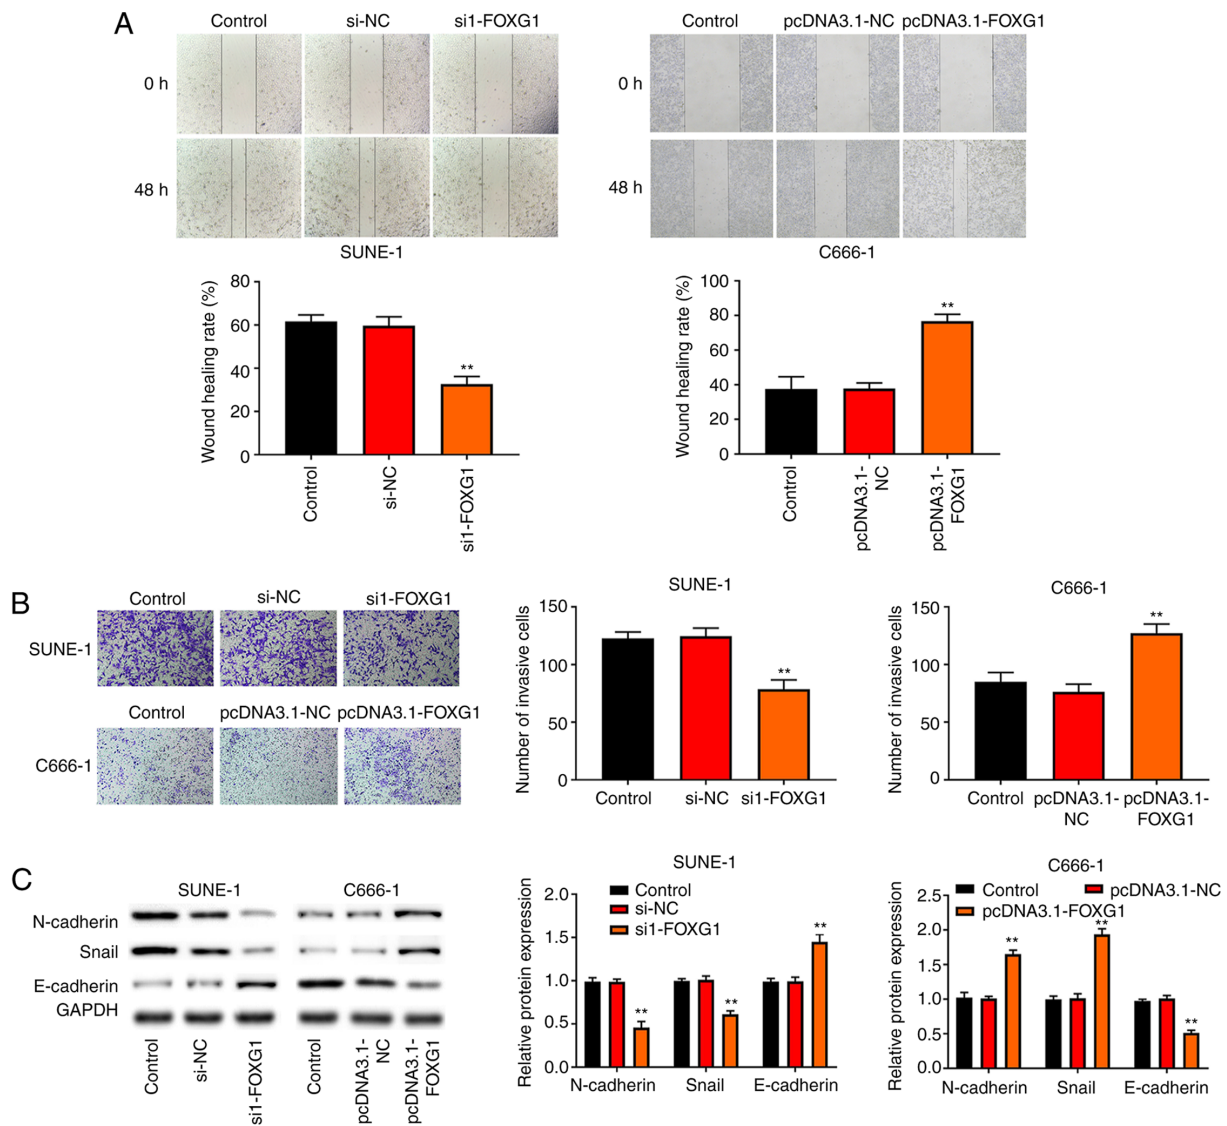 A
Control si-NC si1-FOXG1
0 h
48 h
SUNE-1
Control pcDNA3.1-NC pcDNA3.1-FOXG1
0 h
48 h
C666-1
Wound healing rate (%)
80
60
40
20
0
**
Control
si-NC
si1-FOXG1
Wound healing rate (%)
100
80
60
40
20
0
**
Control
pcDNA3.1-
NC
pcDNA3.1-
FOXG1
B
Control si-NC si1-FOXG1
SUNE-1
Control pcDNA3.1-NC pcDNA3.1-FOXG1
C666-1
SUNE-1
Number of invasive cells
150
100
50
0
**
Control si-NC si1-FOXG1
C666-1
Number of invasive cells
150
100
50
0
**
Control pcDNA3.1- pcDNA3.1-
NC FOXG1
C
SUNE-1 C666-1
N-cadherin
Snail
E-cadherin
GAPDH
Control
si-NC
si1-FOXG1
Control
pcDNA3.1-
NC
pcDNA3.1-
FOXG1
SUNE-1
Relative protein expression
2.0
1.5
1.0
0.5
0.0
Control
si-NC
si1-FOXG1
**
**
**
N-cadherin Snail E-cadherin
C666-1
Relative protein expression
2.5
2.0
1.5
1.0
0.5
0.0
Control pcDNA3.1-NC
pcDNA3.1-FOXG1
**
**
**
N-cadherin Snail E-cadherin